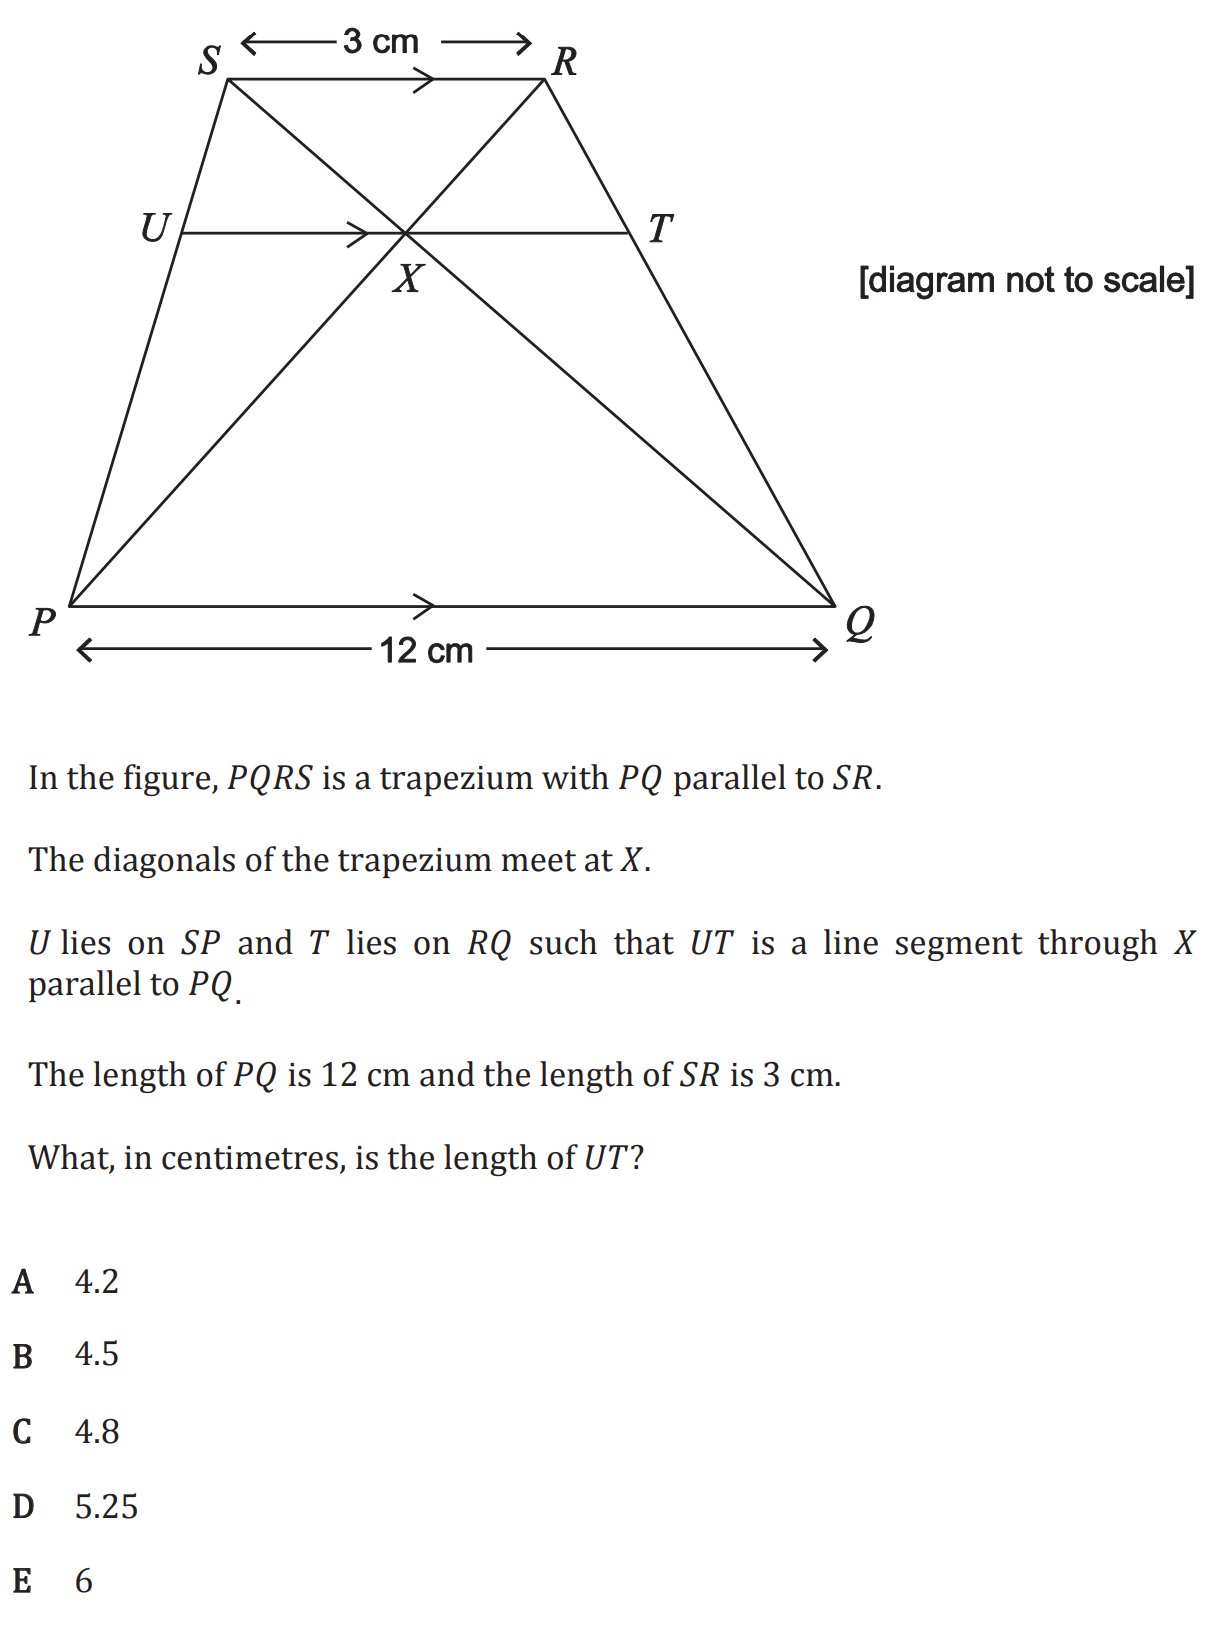 3 cm
S
R
U
T
X
[diagram not to scale]
P
Q
12 cm
In the figure, PQRS is a trapezium with PQ parallel to SR.
The diagonals of the trapezium meet at X.
U lies on SP and T lies on RQ such that UT is a line segment through X
parallel to PQ.
The length of PQ is 12 cm and the length of SR is 3 cm.
What, in centimetres, is the length of UT?
A 4.2
B 4.5
C 4.8
D 5.25
E 6